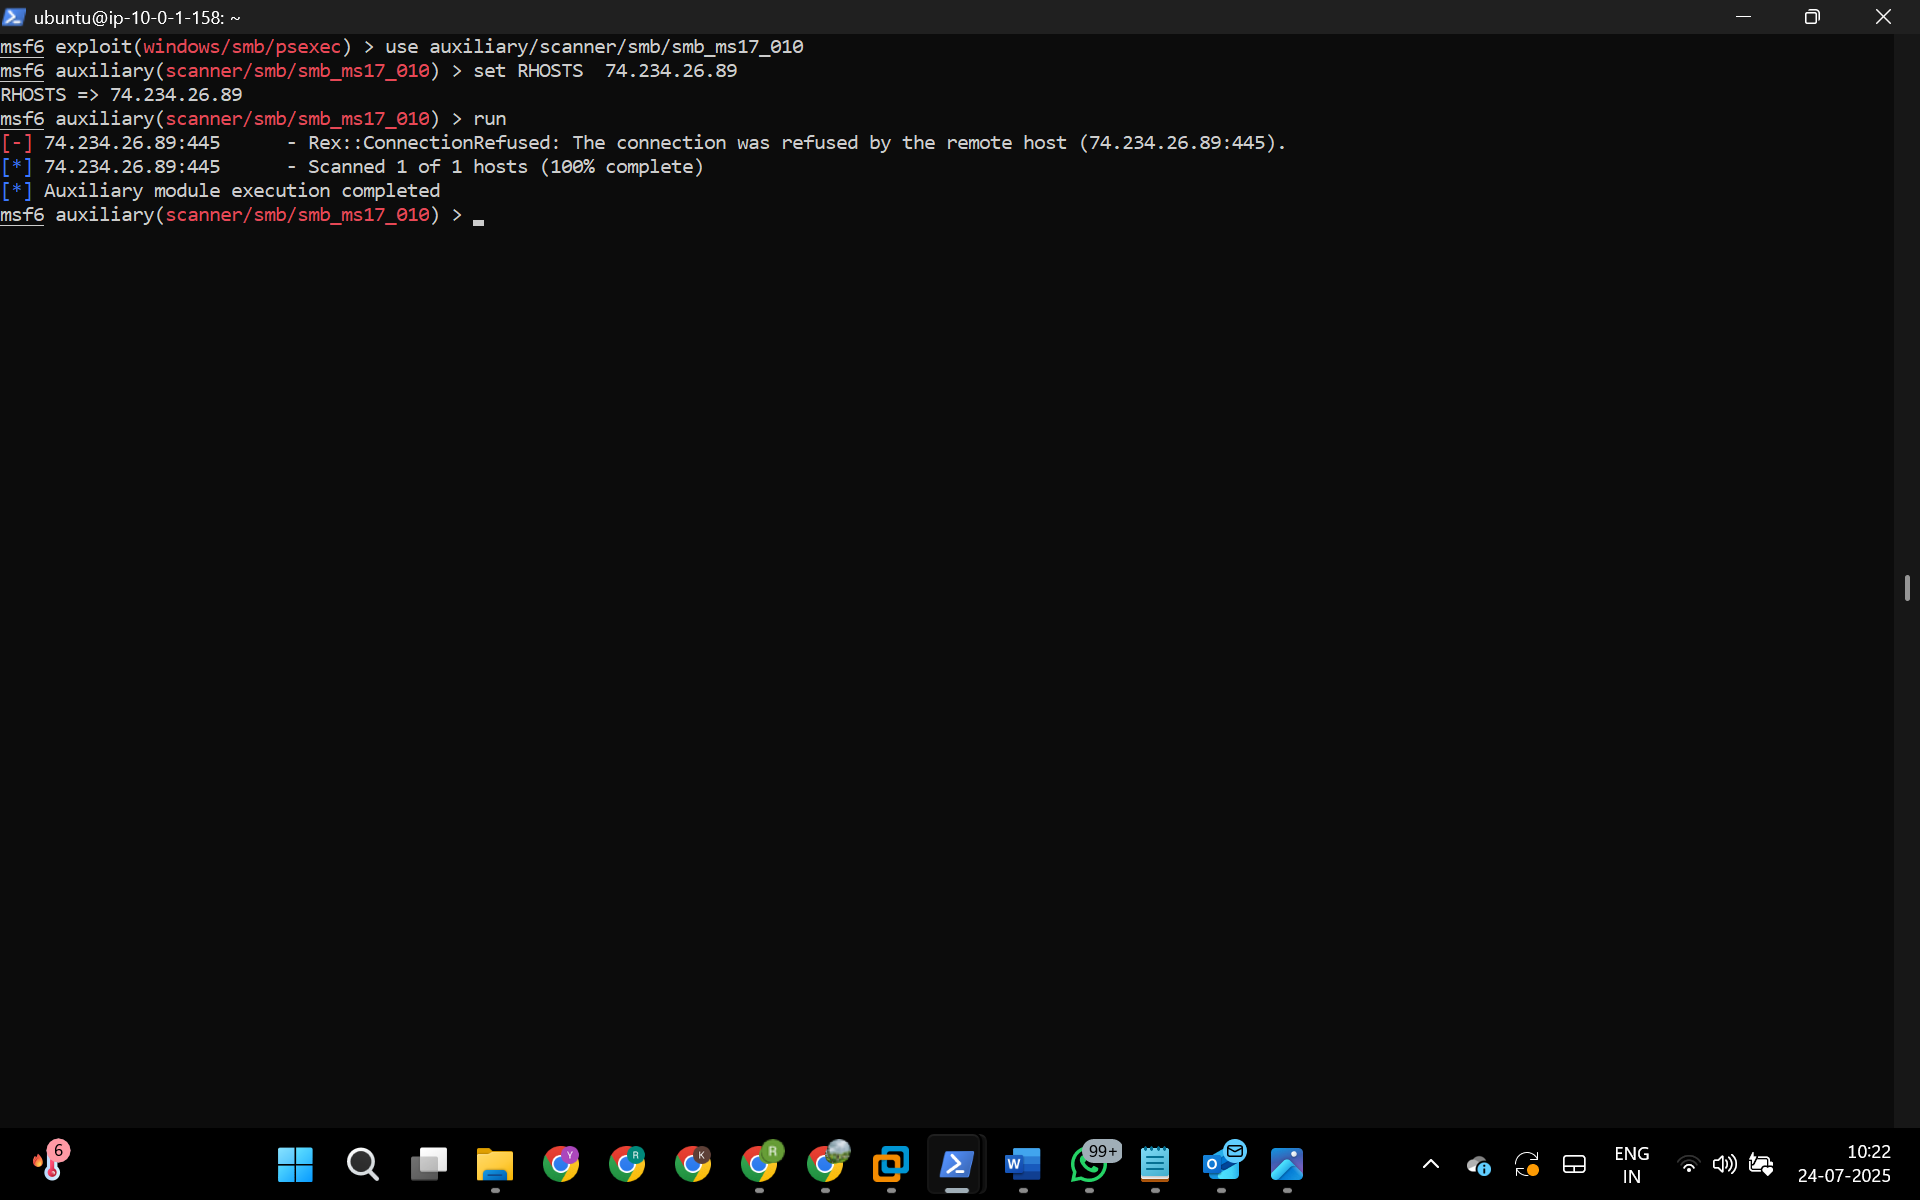 ubuntu@ip-10-0-1-158: ~
msf6 exploit(windows/smb/psexec) > use auxiliary/scanner/smb/smb_ms17_010
msf6 auxiliary(scanner/smb/smb_ms17_010) > set RHOSTS  74.234.26.89
RHOSTS => 74.234.26.89
msf6 auxiliary(scanner/smb/smb_ms17_010) > run
[-] 74.234.26.89:445      - Rex::ConnectionRefused: The connection was refused by the remote host (74.234.26.89:445).
[*] 74.234.26.89:445      - Scanned 1 of 1 hosts (100% complete)
[*] Auxiliary module execution completed
msf6 auxiliary(scanner/smb/smb_ms17_010) >
6
Y
R
K
R
W
99+
O
ENG
IN
10:22
24-07-2025